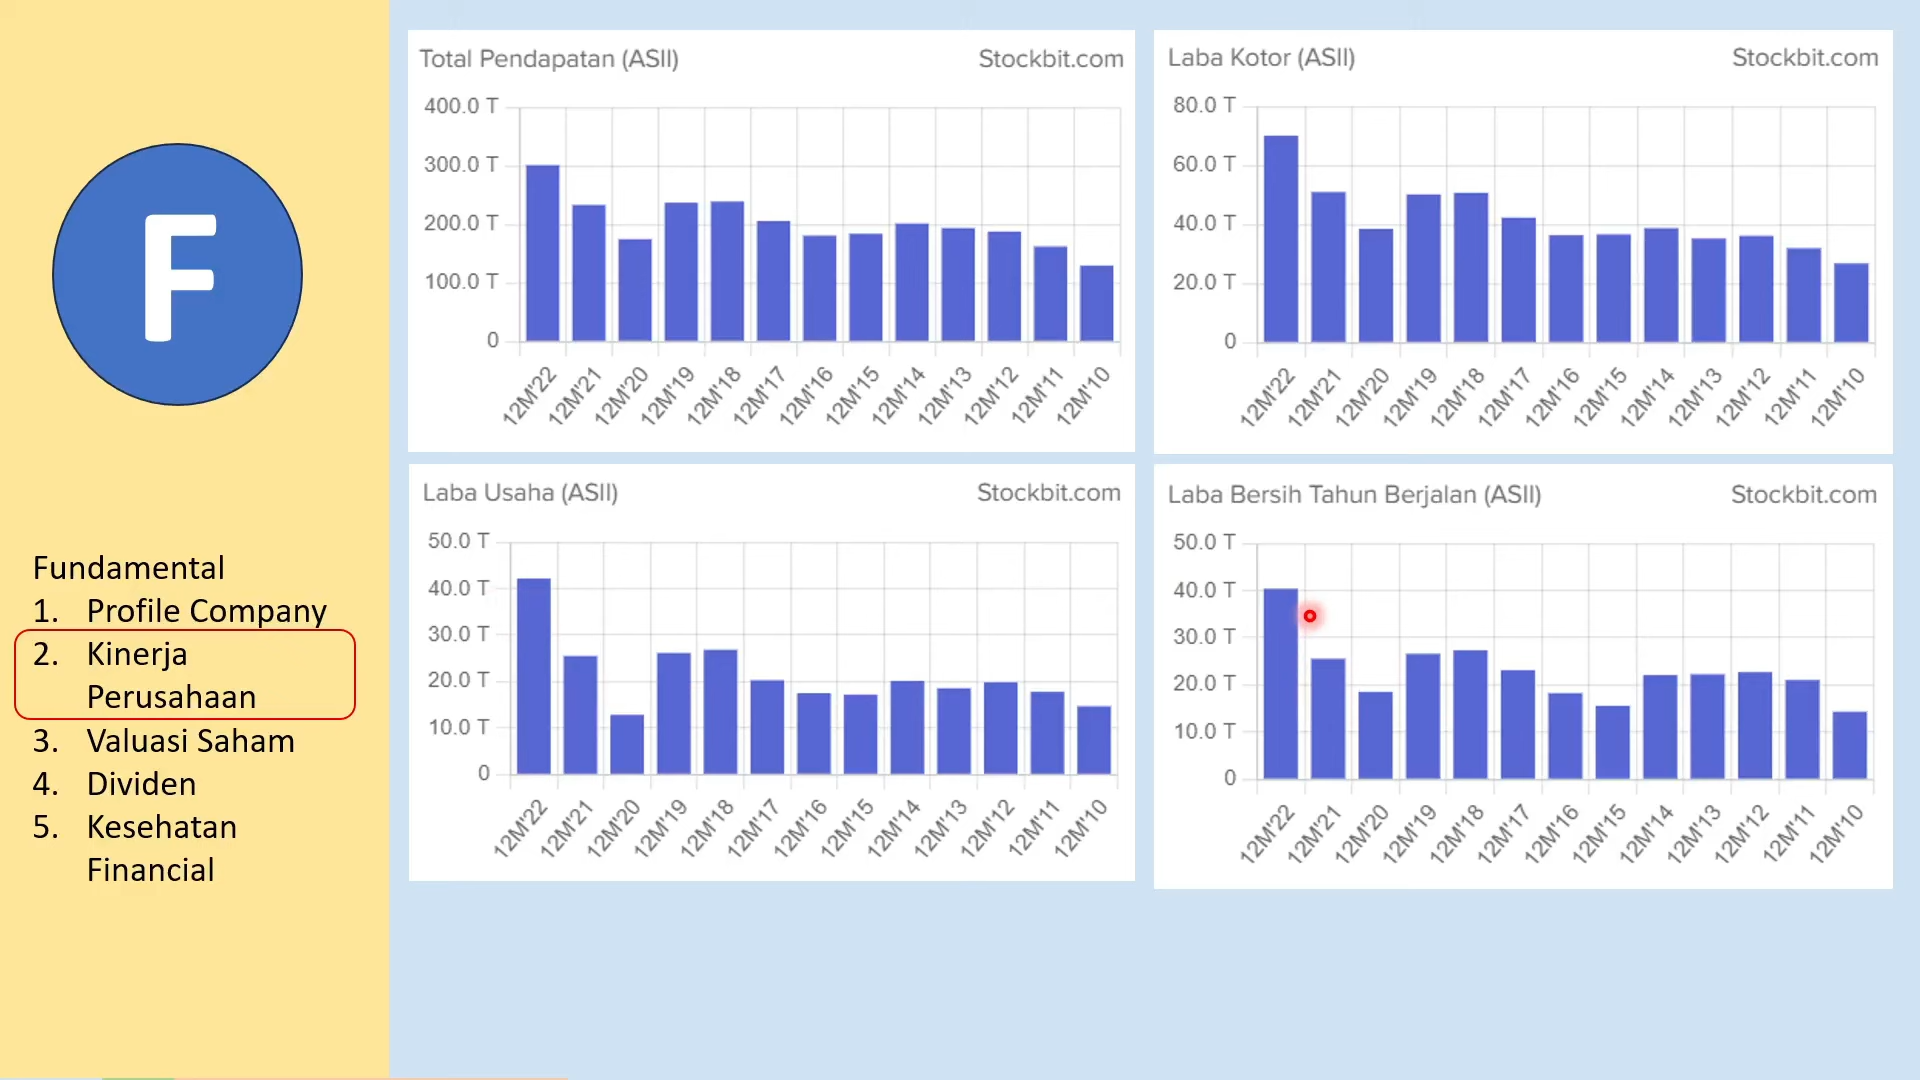 F
Fundamental
1. Profile Company
2. Kinerja
Perusahaan
3. Valuasi Saham
4. Dividen
5. Kesehatan
Financial
Total Pendapatan (ASII) Stockbit.com
400.0 T
300.0 T
200.0 T
100.0 T
0
12M'22 12M'21 12M'20 12M'19 12M'18 12M'17 12M'16 12M'15 12M'14 12M'13 12M'12 12M'11 12M'10
Laba Kotor (ASII) Stockbit.com
80.0 T
60.0 T
40.0 T
20.0 T
0
12M'22 12M'21 12M'20 12M'19 12M'18 12M'17 12M'16 12M'15 12M'14 12M'13 12M'12 12M'11 12M'10
Laba Usaha (ASII) Stockbit.com
50.0 T
40.0 T
30.0 T
20.0 T
10.0 T
0
12M'22 12M'21 12M'20 12M'19 12M'18 12M'17 12M'16 12M'15 12M'14 12M'13 12M'12 12M'11 12M'10
Laba Bersih Tahun Berjalan (ASII) Stockbit.com
50.0 T
40.0 T
30.0 T
20.0 T
10.0 T
0
12M'22 12M'21 12M'20 12M'19 12M'18 12M'17 12M'16 12M'15 12M'14 12M'13 12M'12 12M'11 12M'10